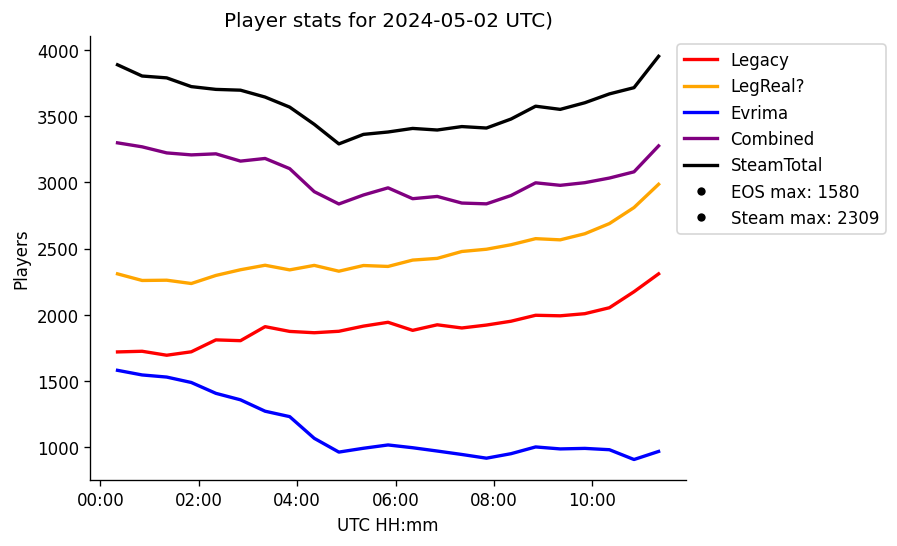 Player stats for 2024-05-02 UTC)
Legacy
LegReal?
Evrima
Combined
SteamTotal
EOS max: 1580
Steam max: 2309
Players
4000
3500
3000
2500
2000
1500
1000
00:00 02:00 04:00 06:00 08:00 10:00
UTC HH:mm